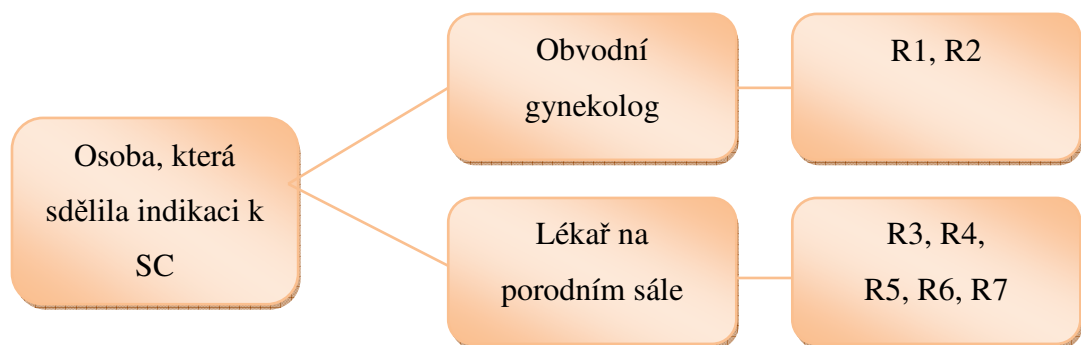 Osoba, která
sdělila indikaci k
SC
Obvodní
gynekolog
R1, R2
Lékař na
porodním sále
R3, R4,
R5, R6, R7